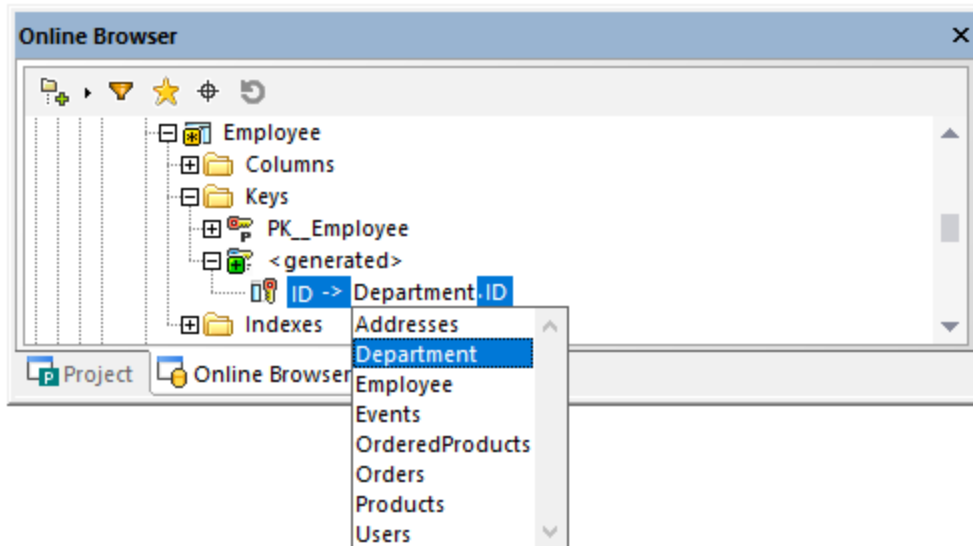 Online Browser
Employee
Columns
Keys
PK__Employee
P
<generated>
ID -> Department.ID
Indexes
Addresses
Department
Employee
Events
OrderedProducts
Orders
Products
Users
P Project
Online Browser